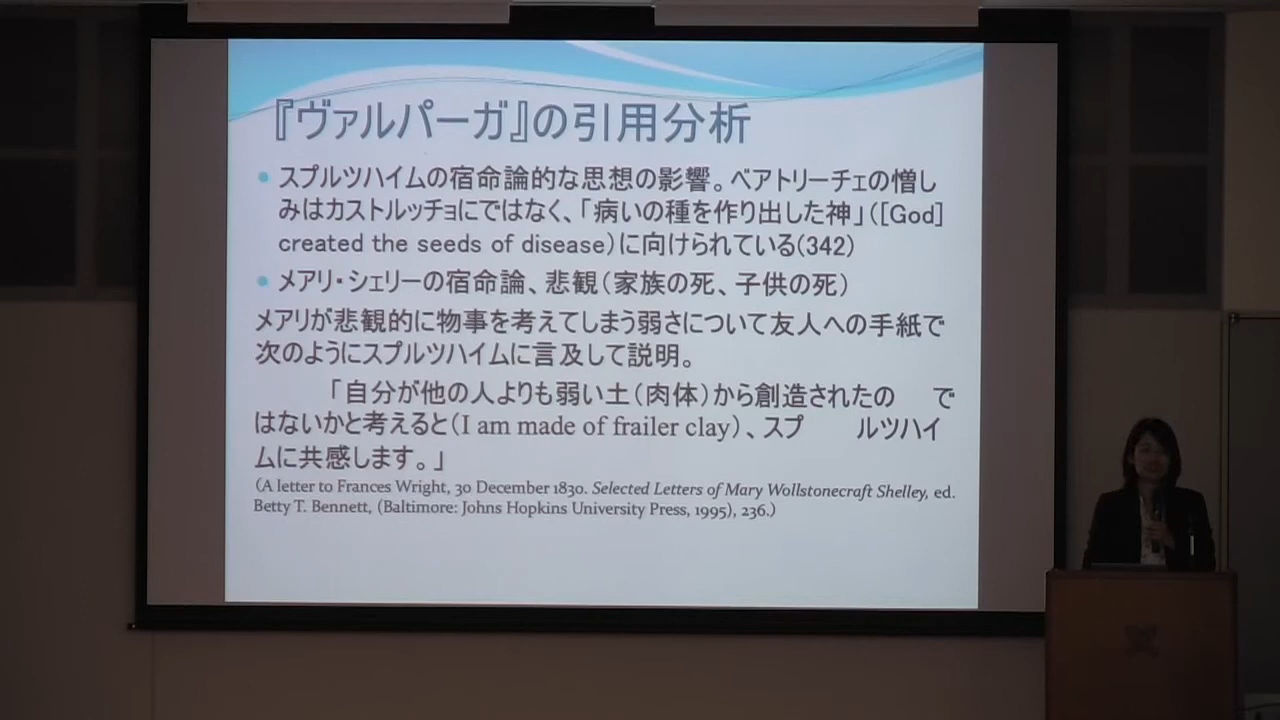 『ヴァルパーガ』の引用分析
スプルツハイムの宿命論的な思想の影響。ベアトリーチェの憎し
みはカストルッチョにではなく、「病いの種を作り出した神」([God]
created the seeds of disease)に向けられている(342)
メアリ・シェリーの宿命論、悲観(家族の死、子供の死)
メアリが悲観的に物事を考えてしまう弱さについて友人への手紙で
次のようにスプルツハイムに言及して説明。
「自分が他の人よりも弱い土(肉体)から創造されたの で
はないかと考えると(I am made of frailer clay)、スプ ルツハイ
ムに共感します。」
(A letter to Frances Wright, 30 December 1830. Selected Letters of Mary Wollstonecraft Shelley, ed.
Betty T. Bennett, (Baltimore: Johns Hopkins University Press, 1995), 236.)